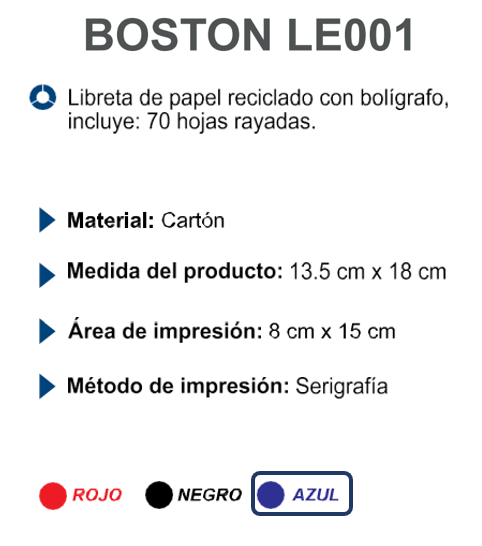 BOSTON LE001
Libreta de papel reciclado con bolígrafo,
incluye: 70 hojas rayadas.
Material: Cartón
Medida del producto: 13.5 cm x 18 cm
Área de impresión: 8 cm x 15 cm
Método de impresión: Serigrafía
ROJO NEGRO AZUL